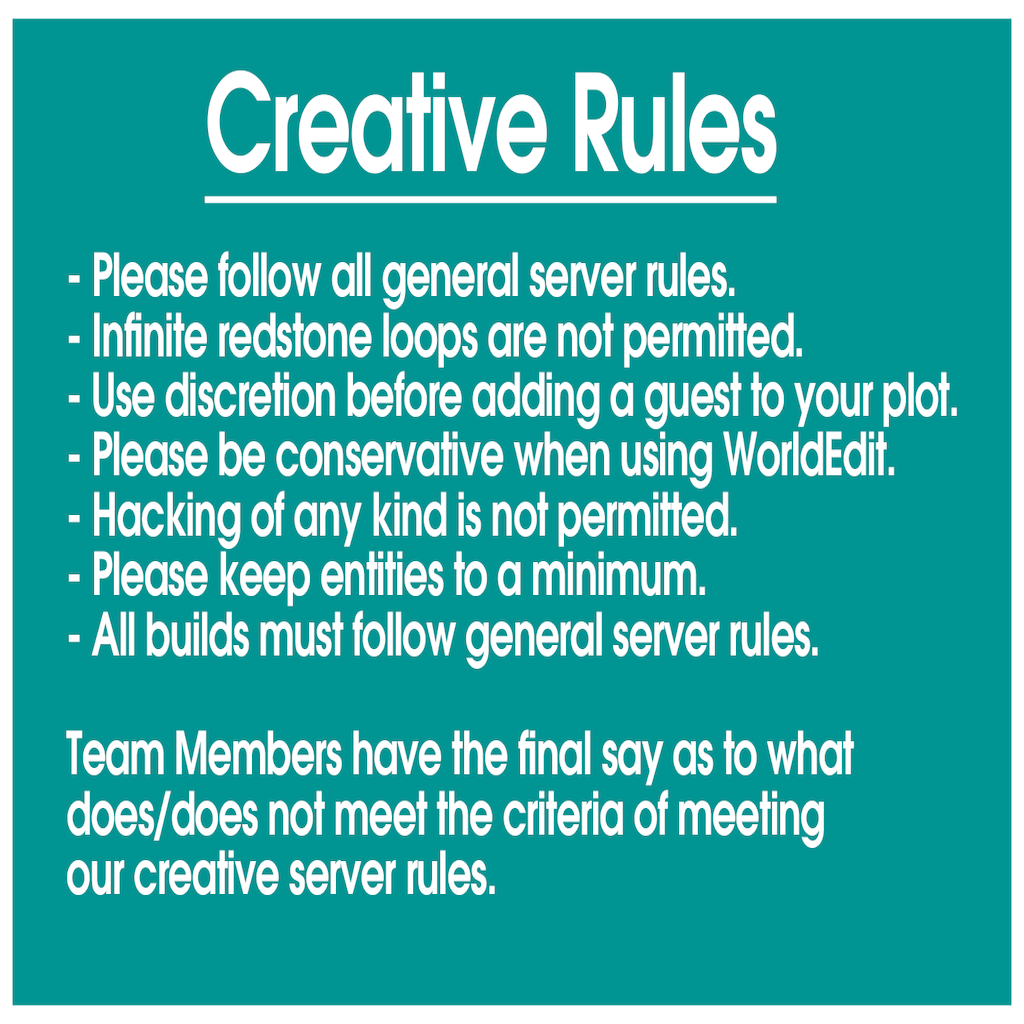 Creative Rules
- Please follow all general server rules.
- Infinite redstone loops are not permitted.
- Use discretion before adding a guest to your plot.
- Please be conservative when using WorldEdit.
- Hacking of any kind is not permitted.
- Please keep entities to a minimum.
- All builds must follow general server rules.
Team Members have the final say as to what
does/does not meet the criteria of meeting
our creative server rules.